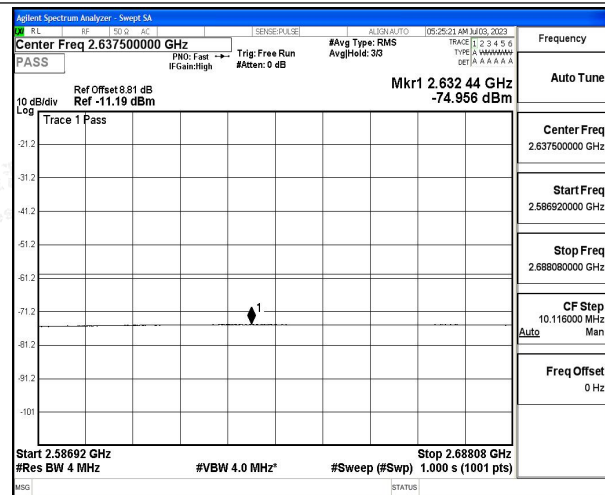 Agilent Spectrum Analyzer - Swept SA
RL RF 50 Ω AC SENSE:PULSE ALIGN AUTO 05:25:21 AM Jul 03, 2023
Center Freq 2.637500000 GHz
PASS
PNO: Fast
IFGain:High
Trig: Free Run
#Atten: 0 dB
#Avg Type: RMS
Avg|Hold: 3/3
TRACE 1 2 3 4 5 6
TYPE A WWWWW
DET A A A A A A
Mkr1 2.632 44 GHz
-74.956 dBm
Ref Offset 8.81 dB
10 dB/div Ref -11.19 dBm
Log
Trace 1 Pass
-21.2
-31.2
-41.2
-51.2
-61.2
-71.2
-81.2
-91.2
-101
1
Start 2.58692 GHz Stop 2.68808 GHz
#Res BW 4 MHz #VBW 4.0 MHz* #Sweep (#Swp) 1.000 s (1001 pts)
MSG STATUS
Frequency
Auto Tune
Center Freq
2.637500000 GHz
Start Freq
2.586920000 GHz
Stop Freq
2.688080000 GHz
CF Step
10.116000 MHz
Auto Man
Freq Offset
0 Hz